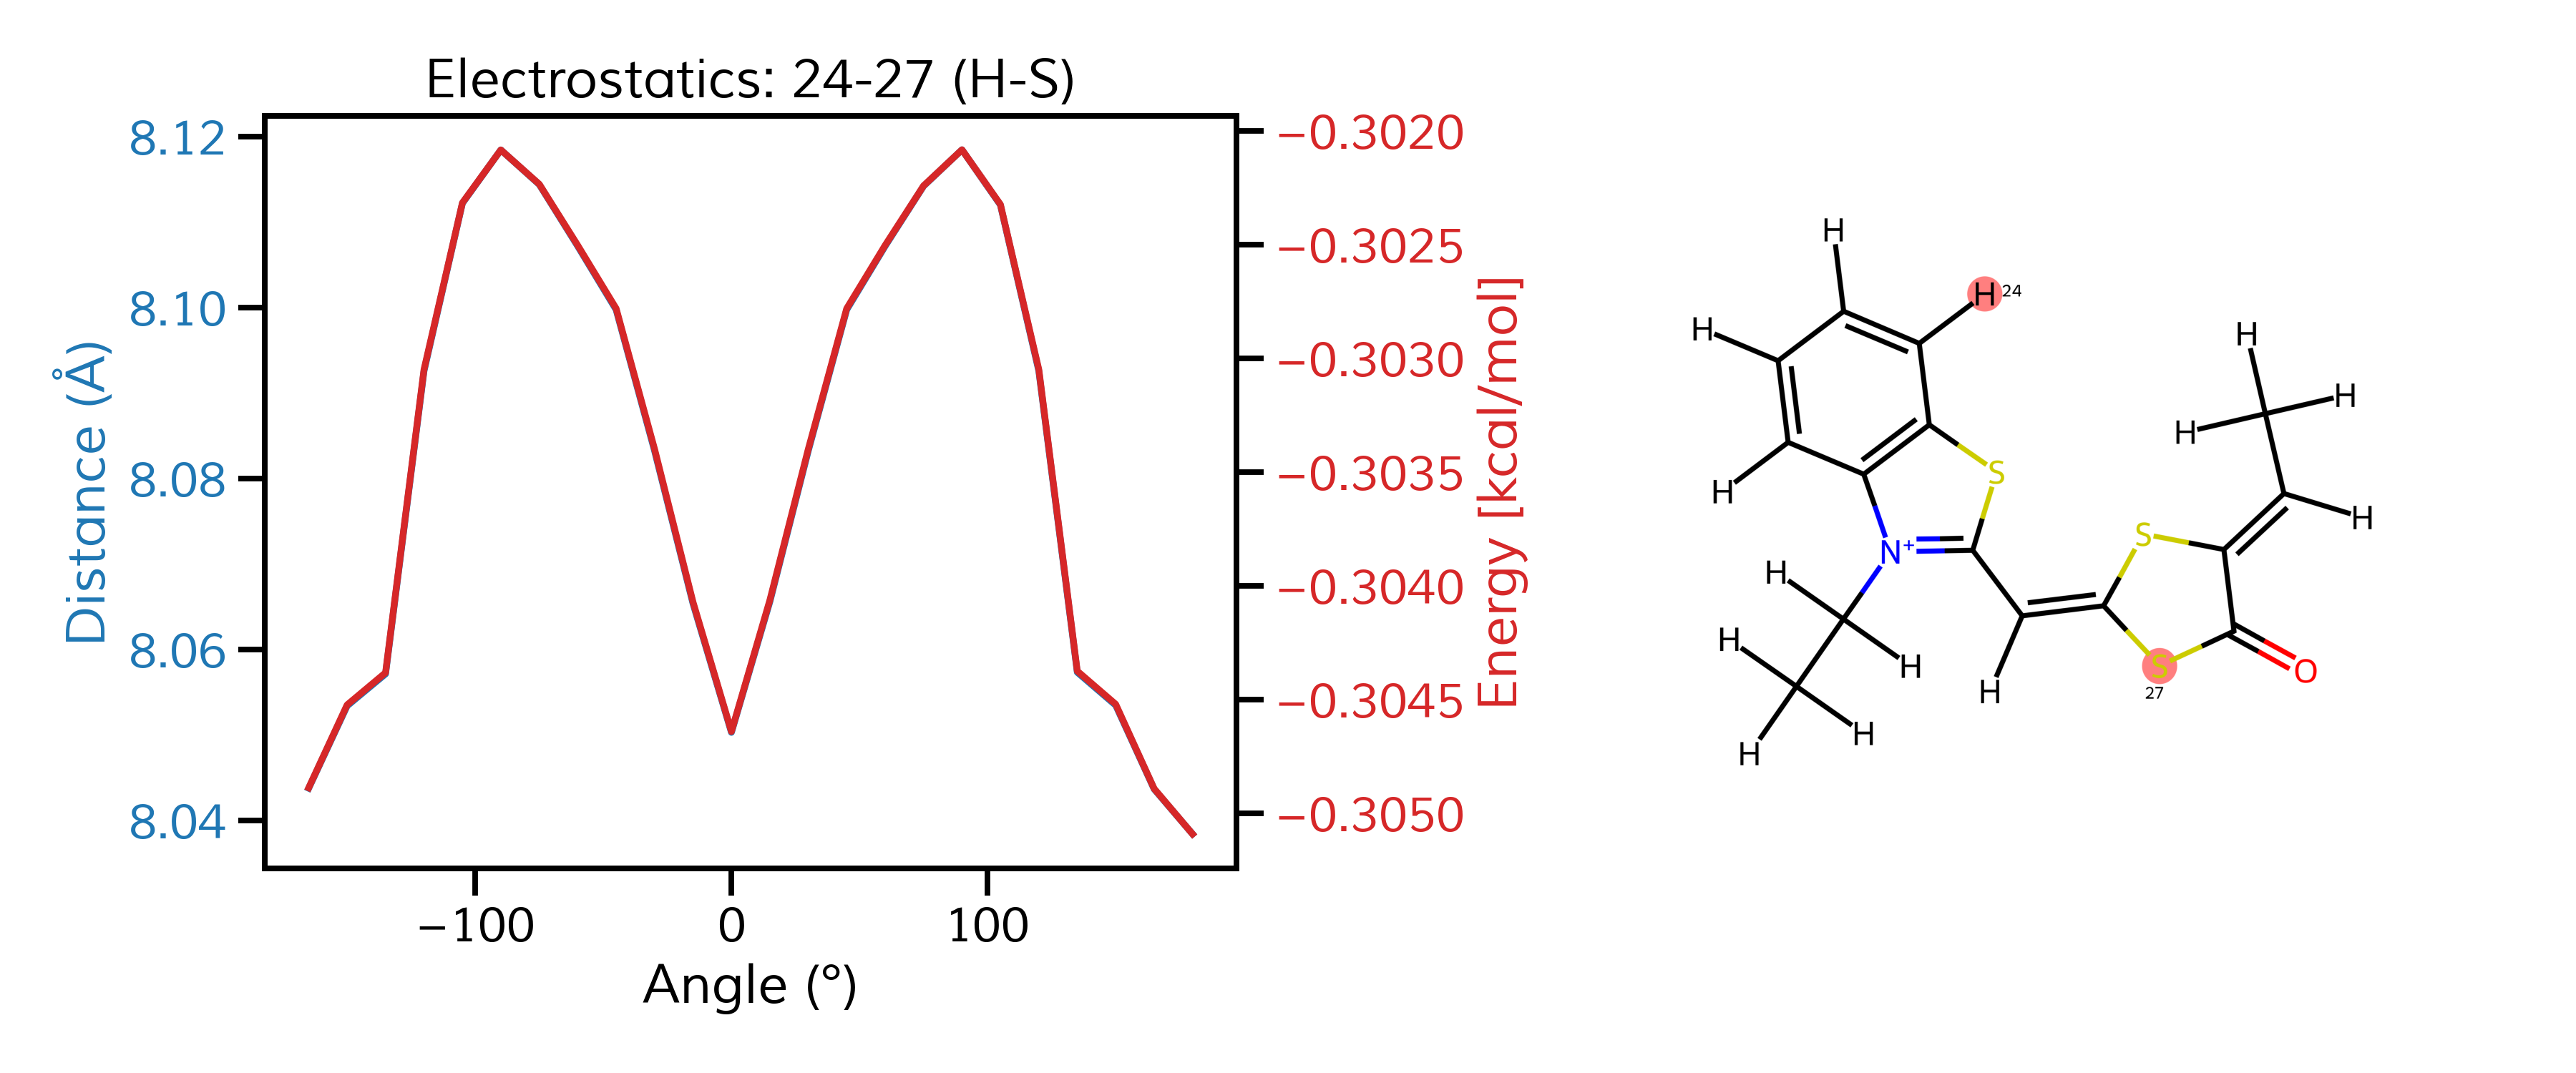 Electrostatics: 24-27 (H-S)
8.12
8.10
8.08
8.06
8.04
Distance (Å)
−100
0
100
Angle (°)
−0.3020
−0.3025
−0.3030
−0.3035
−0.3040
−0.3045
−0.3050
Energy [kcal/mol]
H
H 24
H
H
H
H
H
S
H
H
S
N+
H
H
H
S
27
O
H
H
H